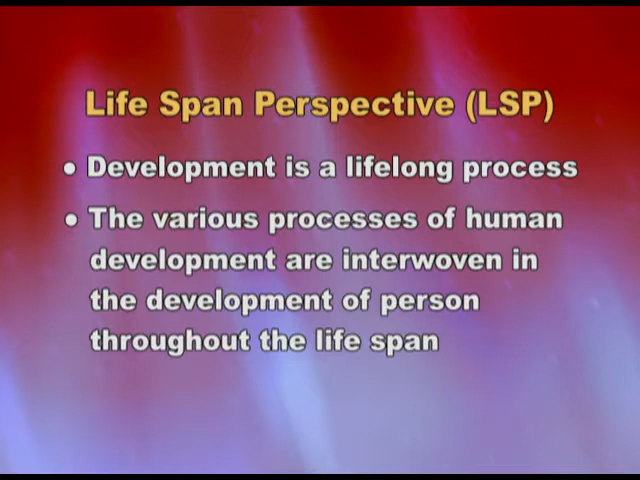 Life Span Perspective (LSP)
• Development is a lifelong process
• The various processes of human
development are interwoven in
the development of person
throughout the life span